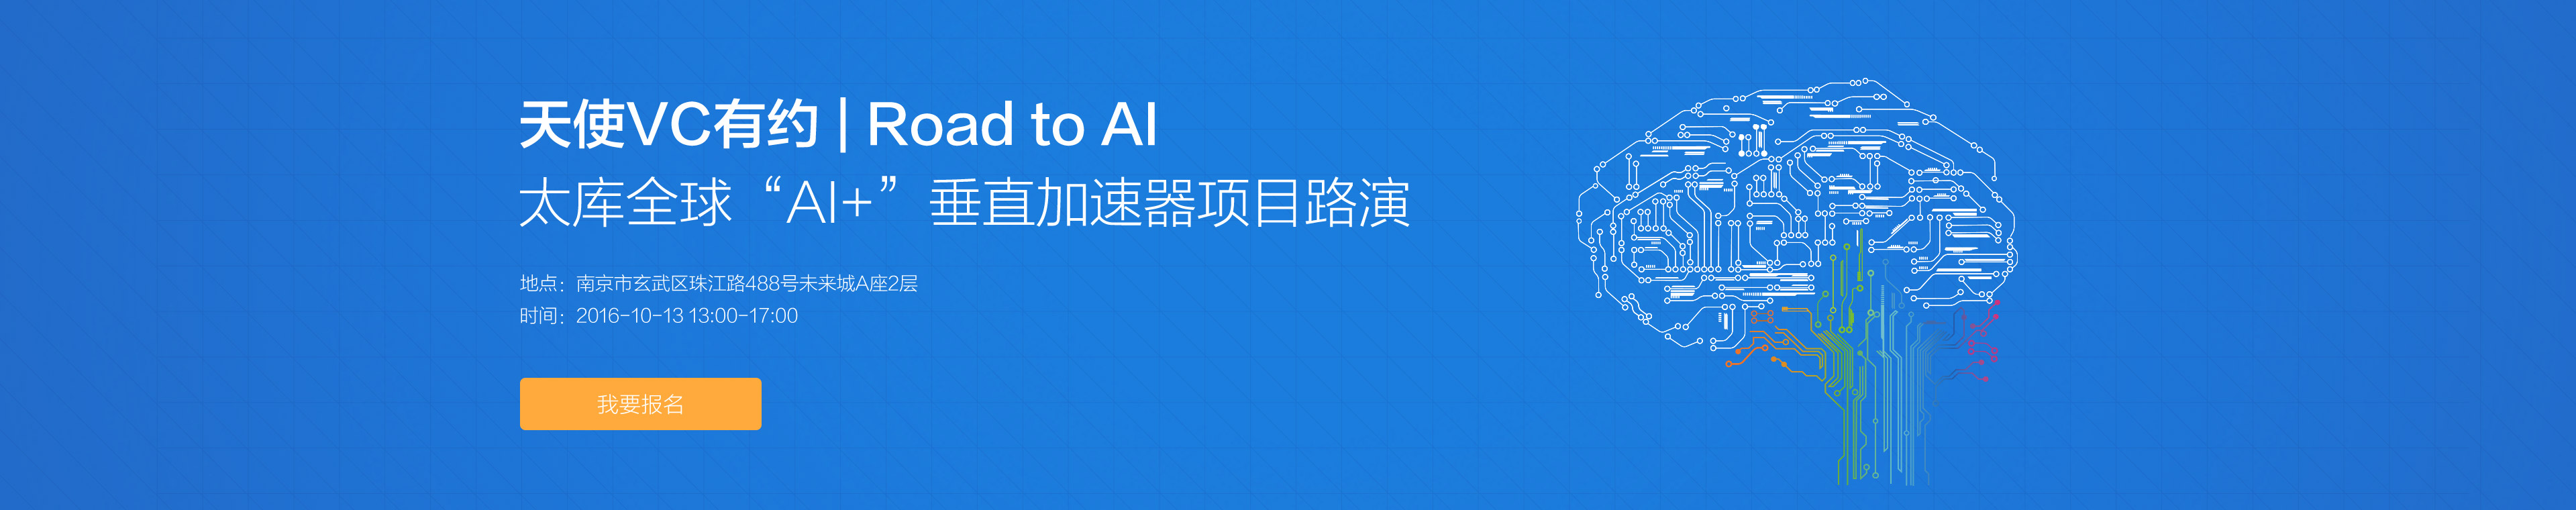 天使VC有约 | Road to AI
太库全球“AI+”垂直加速器项目路演
地点：南京市玄武区珠江路488号未来城A座2层
时间：2016-10-13 13:00-17:00
我要报名